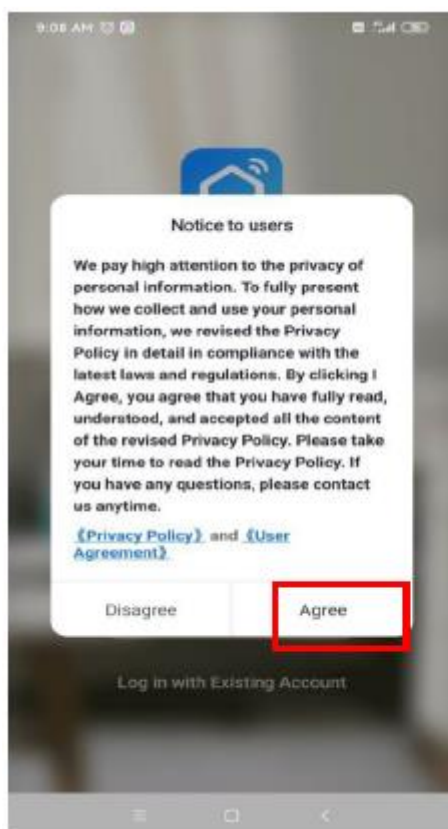 9:08 AM
Notice to users
We pay high attention to the privacy of
personal information. To fully present
how we collect and use your personal
information, we revised the Privacy
Policy in detail in compliance with the
latest laws and regulations. By clicking I
Agree, you agree that you have fully read,
understood, and accepted all the content
of the revised Privacy Policy. Please take
your time to read the Privacy Policy. If
you have any questions, please contact
us anytime.
《Privacy Policy》 and 《User
Agreement》
Disagree
Agree
Log in with Existing Account